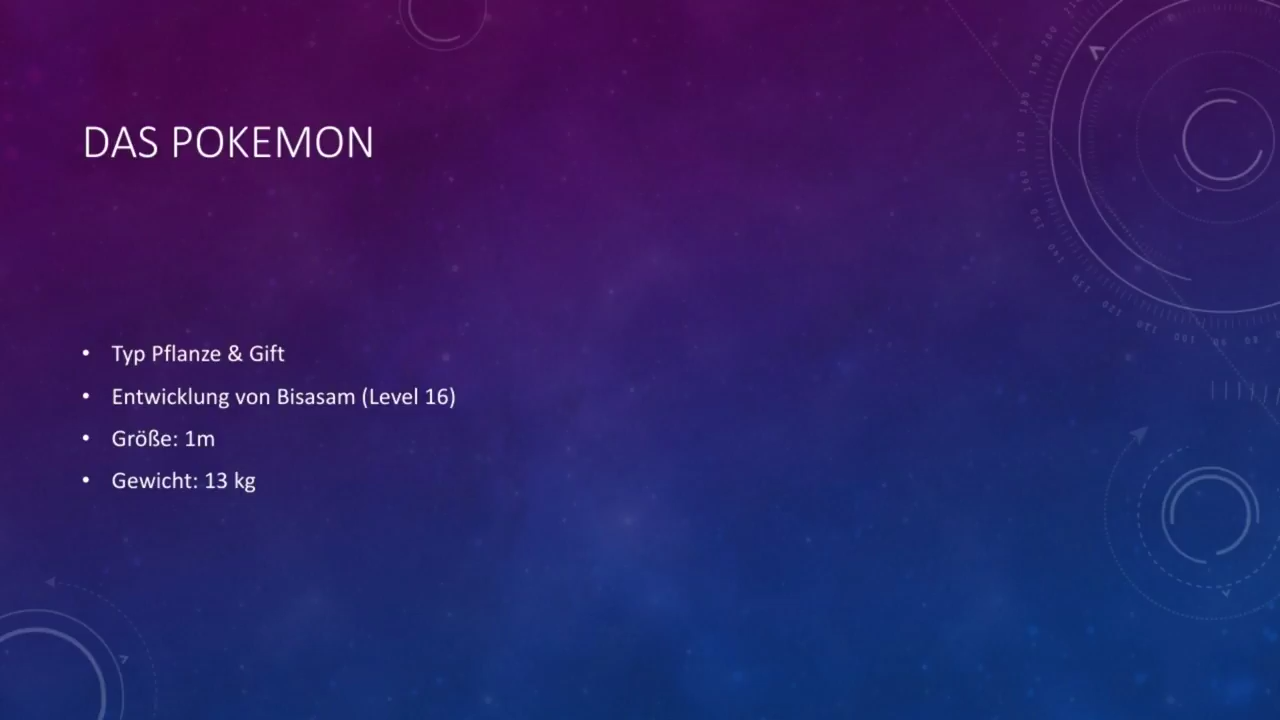 DAS POKEMON
• Typ Pflanze & Gift
• Entwicklung von Bisasam (Level 16)
• Größe: 1m
• Gewicht: 13 kg